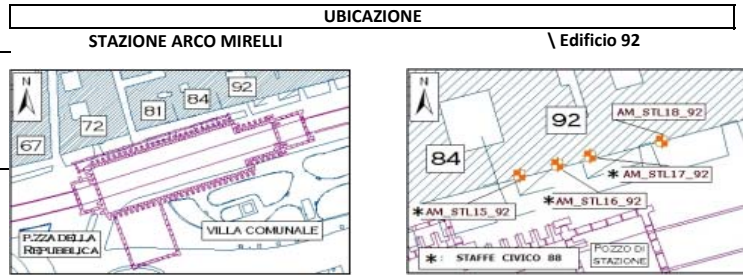 UBICAZIONE
STAZIONE ARCO MIRELLI
\ Edificio 92
N
67
72
81
84
92
P.ZZA DELLA
REPUBBLICA
VILLA COMUNALE
N
84
92
AM_STL18_92
* AM_STL17_92
*AM_STL16_92
*AM_STL15_92
POZZO DI
STAZIONE
*: STAFFE CIVICO 88